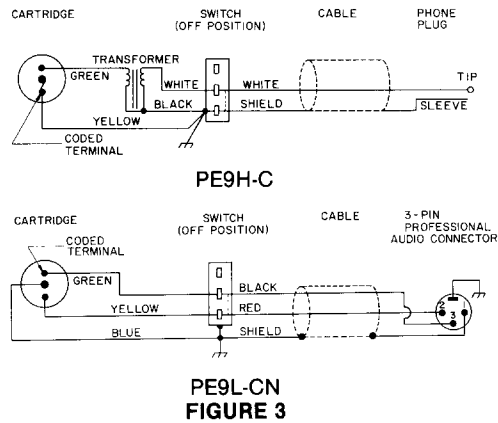 CARTRIDGE
SWITCH
(OFF POSITION)
CABLE
PHONE
PLUG
TRANSFORMER
GREEN
WHITE
WHITE
TIP
BLACK
SHIELD
SLEEVE
YELLOW
CODED
TERMINAL
PE9H-C
CARTRIDGE
SWITCH
(OFF POSITION)
CABLE
3-PIN
PROFESSIONAL
AUDIO CONNECTOR
CODED
TERMINAL
GREEN
BLACK
YELLOW
RED
2
1
3
BLUE
SHIELD
PE9L-CN
FIGURE 3